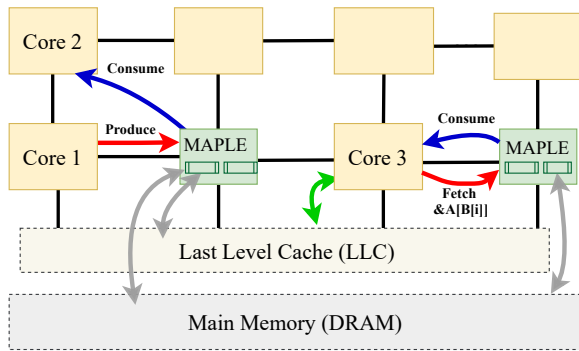 Core 2
Consume
Produce
Core 1
MAPLE
Core 3
Consume
MAPLE
Fetch
&A[B[i]]
Last Level Cache (LLC)
Main Memory (DRAM)